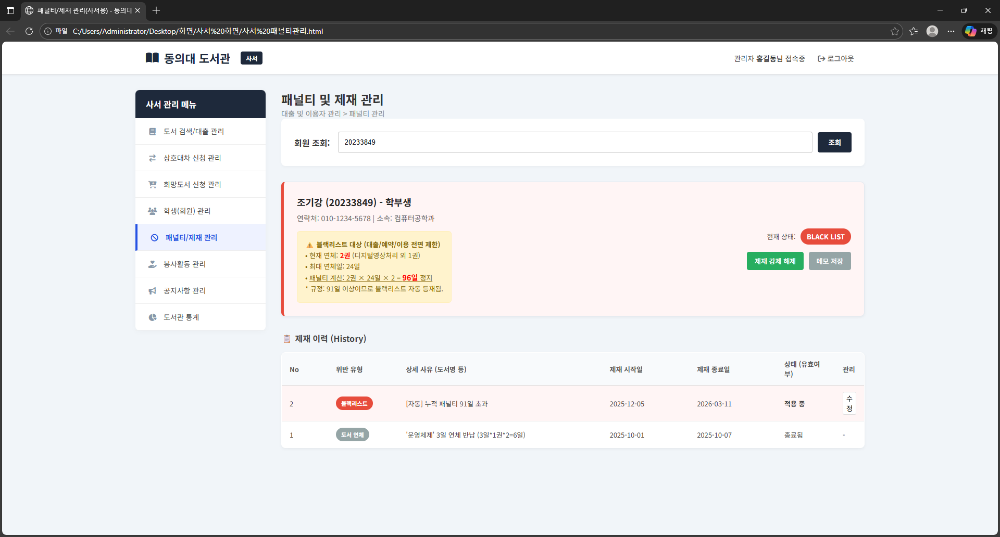 패널티/제재 관리(사서용) - 동의대
파일 C:/Users/Administrator/Desktop/화면/사서%20화면/사서%20패널티관리.html
채팅
동의대 도서관 사서
관리자 홍길동님 접속중 로그아웃
사서 관리 메뉴
도서 검색/대출 관리
상호대차 신청 관리
희망도서 신청 관리
학생(회원) 관리
패널티/제재 관리
봉사활동 관리
공지사항 관리
도서관 통계
패널티 및 제재 관리
대출 및 이용자 관리 > 패널티 관리
회원 조회: 20233849 조회
조기강 (20233849) - 학부생
연락처: 010-1234-5678 | 소속: 컴퓨터공학과
블랙리스트 대상 (대출/예약/이용 전면 제한)
• 현재 연체: 2권 (디지털영상처리 외 1권)
• 최대 연체일: 24일
• 패널티 계산: 2권 × 24일 × 2 = 96일 정지
* 규정: 91일 이상이므로 블랙리스트 자동 등재됨.
현재 상태: BLACK LIST
제재 강제 해제 메모 저장
제재 이력 (History)
No 위반 유형 상세 사유 (도서명 등) 제재 시작일 제재 종료일 상태 (유효여부) 관리
2 블랙리스트 [자동] 누적 패널티 91일 초과 2025-12-05 2026-03-11 적용 중 수정
1 도서 연체 '운영체제' 3일 연체 반납 (3일*1권*2=6일) 2025-10-01 2025-10-07 종료됨 -